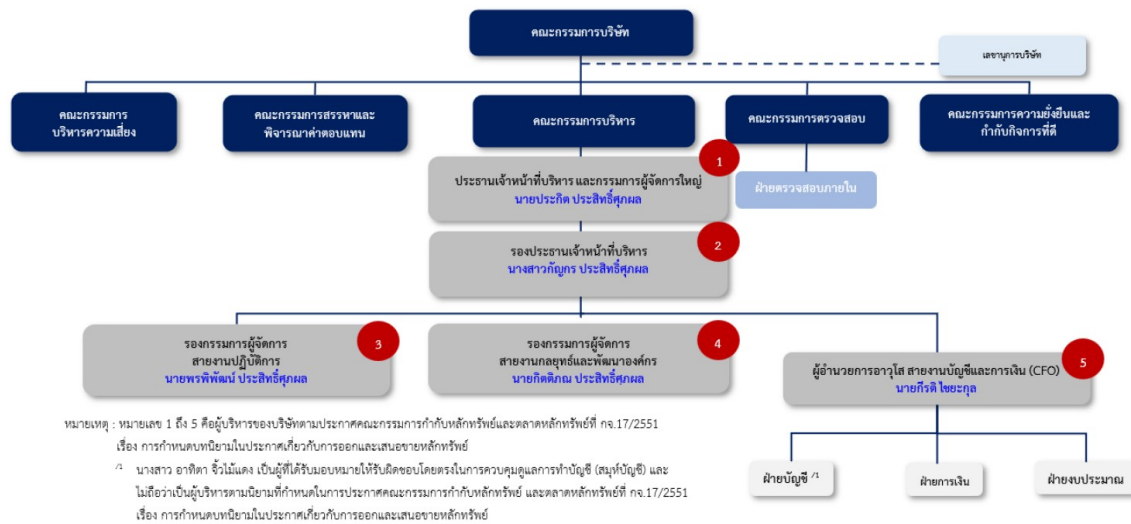 คณะกรรมการบริษัท
เลขานุการบริษัท
คณะกรรมการ
บริหารความเสี่ยง
คณะกรรมการสรรหาและ
พิจารณาค่าตอบแทน
คณะกรรมการบริหาร
คณะกรรมการตรวจสอบ
คณะกรรมการความยั่งยืนและ
กำกับกิจการที่ดี
1
ประธานเจ้าหน้าที่บริหาร และกรรมการผู้จัดการใหญ่
นายประกิต ประสิทธิ์ศุภผล
ฝ่ายตรวจสอบภายใน
2
รองประธานเจ้าหน้าที่บริหาร
นางสาวกัญกร ประสิทธิ์ศุภผล
3
รองกรรมการผู้จัดการ
สายงานปฏิบัติการ
นายพรพิพัฒน์ ประสิทธิ์ศุภผล
4
รองกรรมการผู้จัดการ
สายงานกลยุทธ์และพัฒนาองค์กร
นายกิตติภณ ประสิทธิ์ศุภผล
5
ผู้อำนวยการอาวุโส สายงานบัญชีและการเงิน (CFO)
นายกีรติ ไชยะกุล
ฝ่ายบัญชี /1
ฝ่ายการเงิน
ฝ่ายงบประมาณ
หมายเหตุ : หมายเลข 1 ถึง 5 คือผู้บริหารของบริษัทตามประกาศคณะกรรมการกำกับหลักทรัพย์และตลาดหลักทรัพย์ที่ กจ.17/2551
เรื่อง การกำหนดบทนิยามในประกาศเกี่ยวกับการออกและเสนอขายหลักทรัพย์
/1 นางสาว อาทิตา จิ๋วไม้แดง เป็นผู้ที่ได้รับมอบหมายให้รับผิดชอบโดยตรงในการควบคุมดูแลการทำบัญชี (สมุห์บัญชี) และ
ไม่ถือว่าเป็นผู้บริหารตามนิยามที่กำหนดในการประกาศคณะกรรมการกำกับหลักทรัพย์ และตลาดหลักทรัพย์ที่ กจ.17/2551
เรื่อง การกำหนดบทนิยามในประกาศเกี่ยวกับการออกและเสนอขายหลักทรัพย์